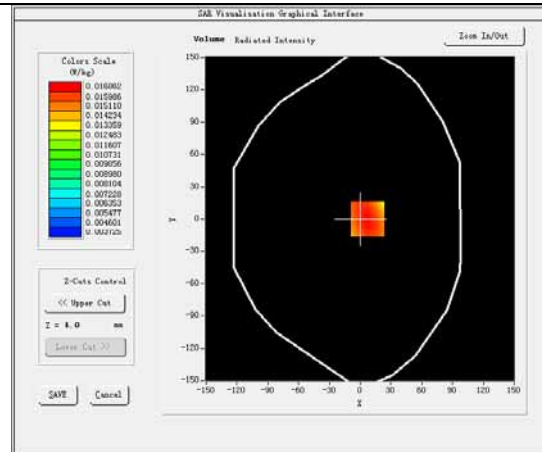 SAR Visualisation Graphical Interface
Volume Radiated Intensity
Zoom In/Out
Colors Scale
(W/kg)
0.016862
0.015986
0.015110
0.014234
0.013359
0.012483
0.011607
0.010731
0.009856
0.008980
0.008104
0.007228
0.006353
0.005477
0.004601
0.003725
Z-Cuts Control
<< Upper Cut
Z = 4.0 mm
Lower Cut >>
SAVE Cancel
150
120
90
60
30
0
-30
-60
-90
-120
-150
Y
-150 -120 -90 -60 -30 0 30 60 90 120 150
X